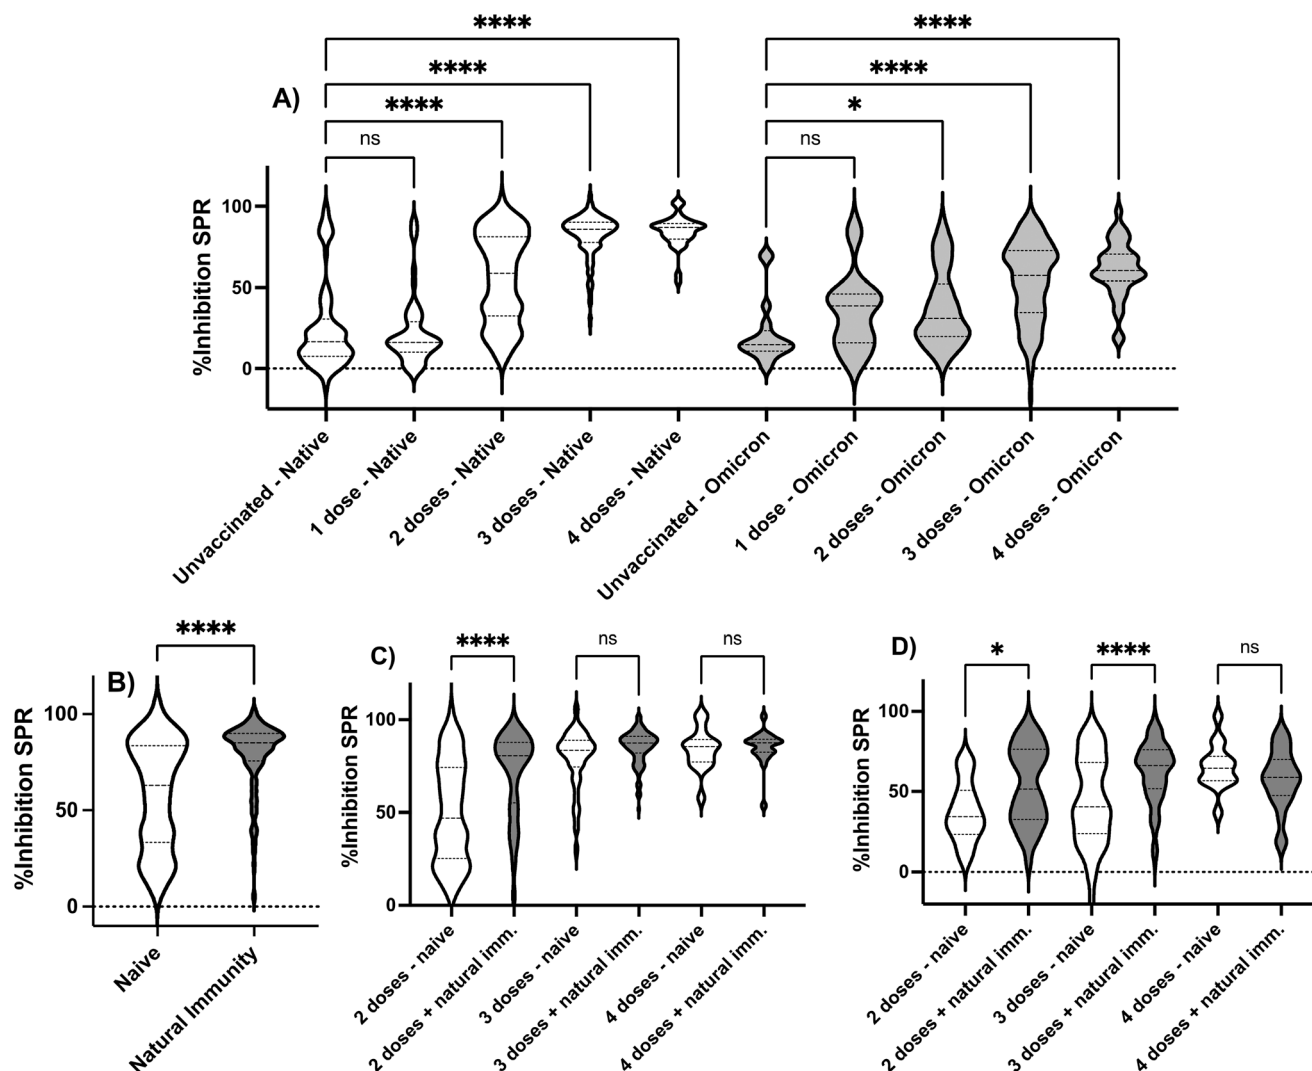 ****
****
****
****
A)
****
*
ns
ns
%Inhibition SPR
100
50
0
Unvaccinated - Native
1 dose - Native
2 doses - Native
3 doses - Native
4 doses - Native
Unvaccinated - Omicron
1 dose - Omicron
2 doses - Omicron
3 doses - Omicron
4 doses - Omicron
B)
****
%Inhibition SPR
100
50
0
Naive
Natural Immunity
C)
****
ns
ns
%Inhibition SPR
100
50
0
2 doses - naive
2 doses + natural imm.
3 doses - naive
3 doses + natural imm.
4 doses - naive
4 doses + natural imm.
D)
*
****
ns
%Inhibition SPR
100
50
0
2 doses - naive
2 doses + natural imm.
3 doses - naive
3 doses + natural imm.
4 doses - naive
4 doses + natural imm.